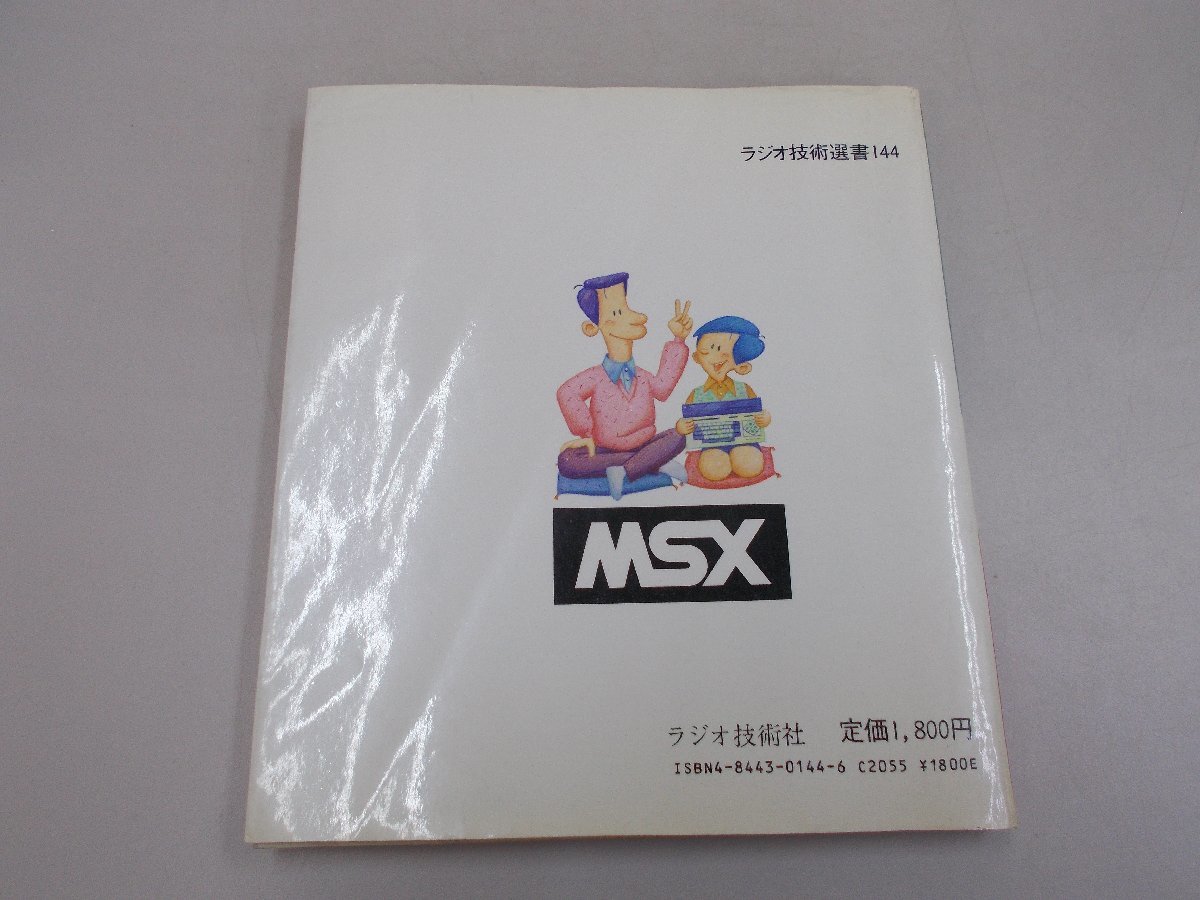 ラジオ技術選書144
MSX
ラジオ技術社 定価1,800円
ISBN4-8443-0144-6 C2055 ¥1800E